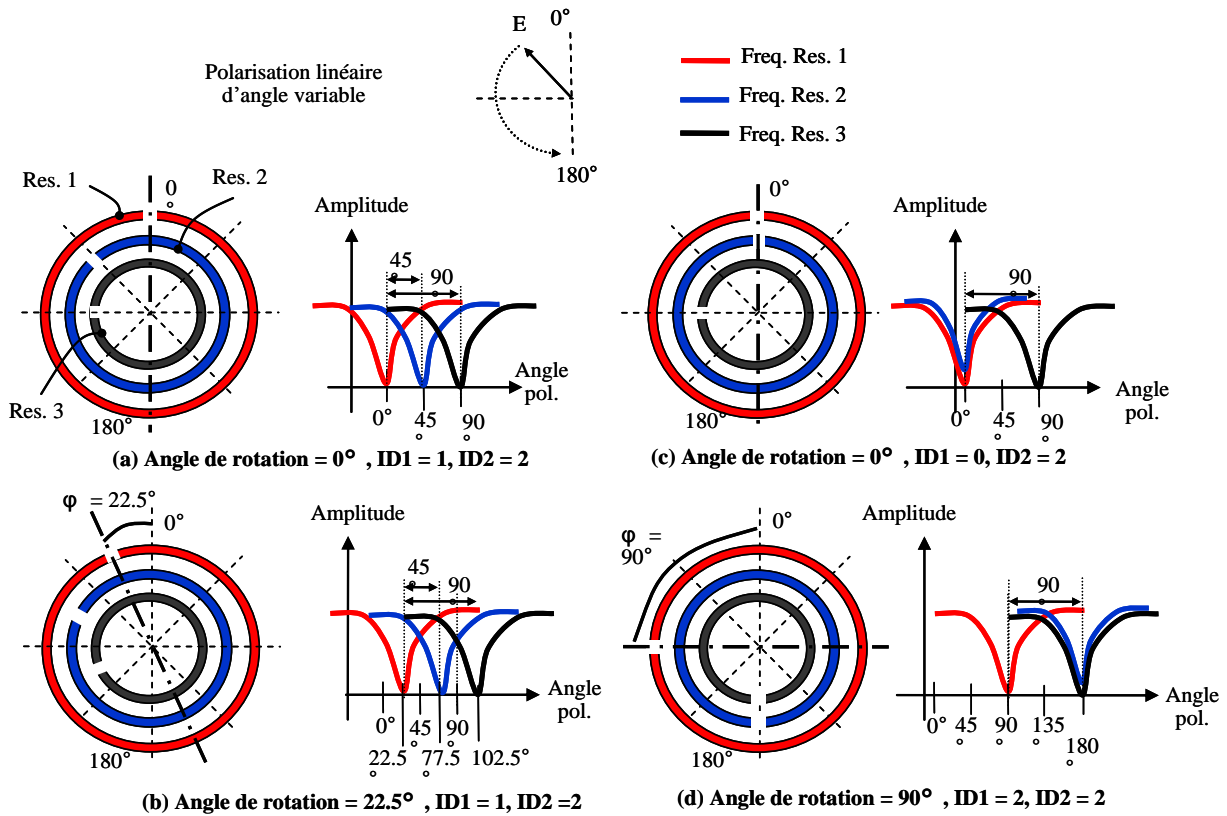 E
0°
Polarisation linéaire
d'angle variable
180°
Freq. Res. 1
Freq. Res. 2
Freq. Res. 3
Res. 1
0
°
Res. 2
Res. 3
180°
Amplitude
45
°
90
°
Angle
pol.
0°
45
°
90
°
(a) Angle de rotation = 0° , ID1 = 1, ID2 = 2
0°
180°
Amplitude
90
°
Angle
pol.
0°
45
°
90
°
(c) Angle de rotation = 0° , ID1 = 0, ID2 = 2
φ = 22.5°
0°
180°
Amplitude
45
°
90
°
Angle
pol.
0°
45
°
90
°
22.5
°
77.5
°
102.5°
(b) Angle de rotation = 22.5° , ID1 = 1, ID2 =2
φ =
90°
0°
180°
Amplitude
90
°
Angle
pol.
0°
45
°
90
°
135
°
180
°
(d) Angle de rotation = 90° , ID1 = 2, ID2 = 2